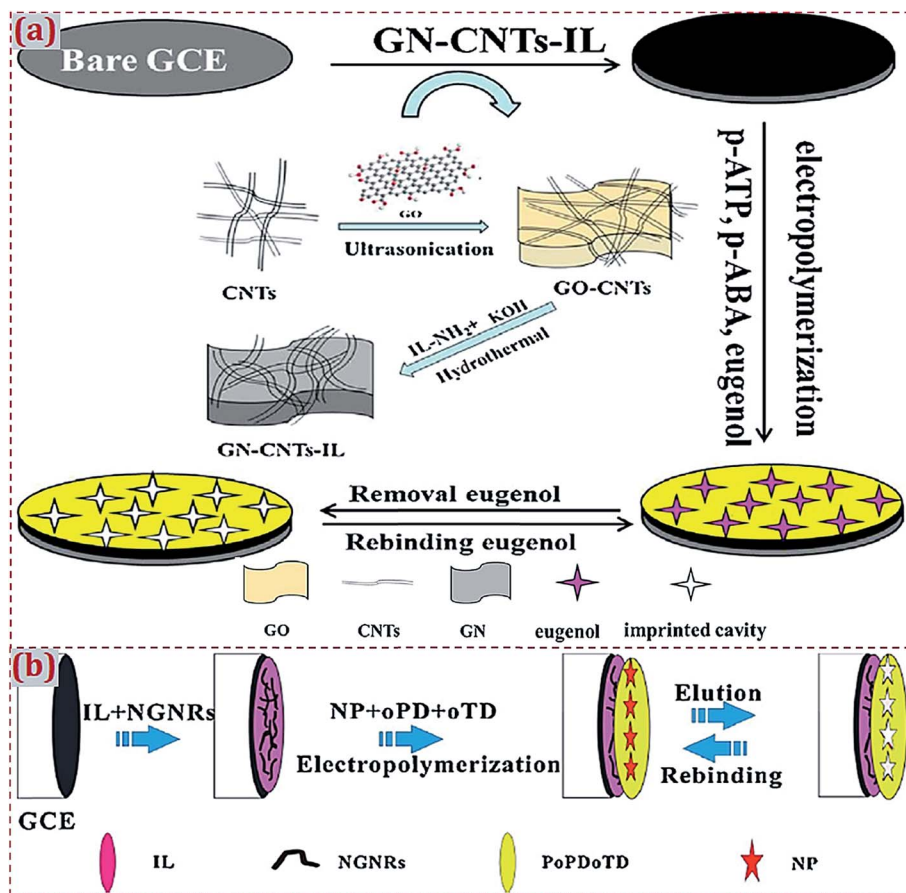 (a)
Bare GCE
GN-CNTs-IL
GO
Ultrasonication
CNTs
GO-CNTs
IL-NH2+ KOH
Hydrothermal
GN-CNTs-IL
electropolymerization
p-ATP, p-ABA, eugenol
Removal eugenol
Rebinding eugenol
GO
CNTs
GN
eugenol
imprinted cavity
(b)
GCE
IL+NGNRs
NP+oPD+oTD
Electropolymerization
Elution
Rebinding
IL
NGNRs
PoPDoTD
NP